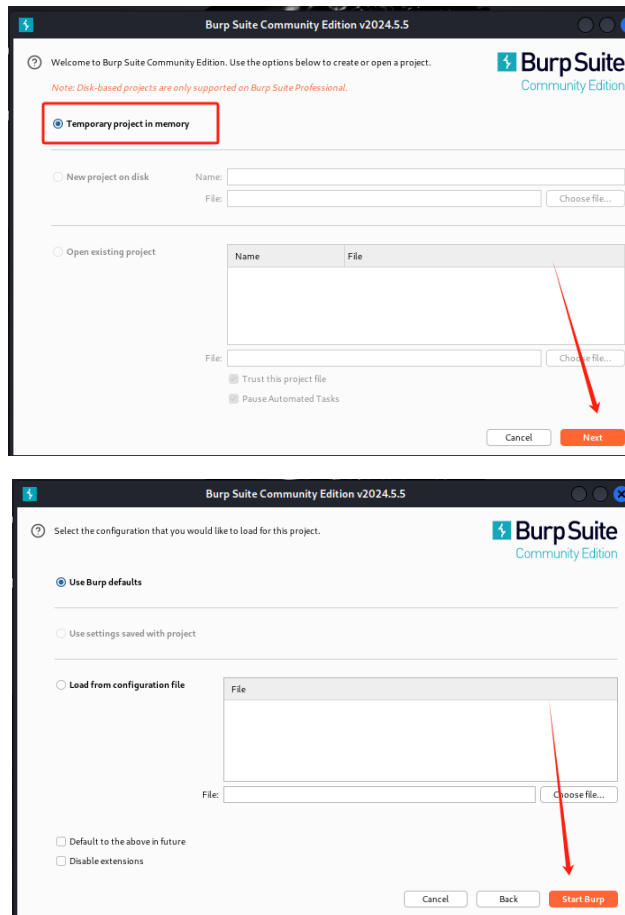 Burp Suite Community Edition v2024.5.5
Welcome to Burp Suite Community Edition. Use the options below to create or open a project.
Burp Suite
Community Edition
Note: Disk-based projects are only supported on Burp Suite Professional.
Temporary project in memory
New project on disk
Name:
File:
Choose file...
Open existing project
Name
File
File:
Choose file...
Trust this project file
Pause Automated Tasks
Cancel
Next
Burp Suite Community Edition v2024.5.5
Select the configuration that you would like to load for this project.
Burp Suite
Community Edition
Use Burp defaults
Use settings saved with project
Load from configuration file
File
File:
Choose file...
Default to the above in future
Disable extensions
Cancel
Back
Start Burp